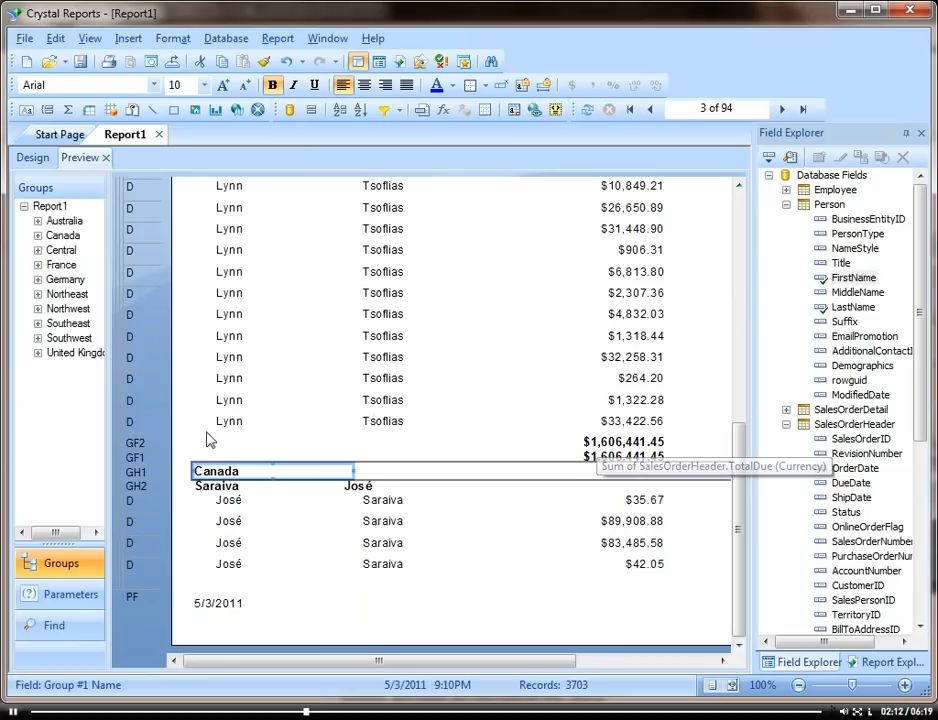 Crystal Reports - [Report1]
File Edit View Insert Format Database Report Window Help
Arial 10 B I U A $ , %
3 of 94
Start Page Report1
Design Preview
Groups
Report1
Australia
Canada
Central
France
Germany
Northeast
Northwest
Southeast
Southwest
United Kingdo
Groups
Parameters
Find
D Lynn Tsoflias $10,849.21
D Lynn Tsoflias $26,650.89
D Lynn Tsoflias $31,448.90
D Lynn Tsoflias $906.31
D Lynn Tsoflias $6,813.80
D Lynn Tsoflias $2,307.36
D Lynn Tsoflias $4,832.03
D Lynn Tsoflias $1,318.44
D Lynn Tsoflias $32,258.31
D Lynn Tsoflias $264.20
D Lynn Tsoflias $1,322.28
D Lynn Tsoflias $33,422.56
GF2 $1,606,441.45
GF1 $1,606,441.45
Sum of SalesOrderHeader.TotalDue (Currency)
GH1 Canada
GH2 Saraiva José
D José Saraiva $35.67
D José Saraiva $89,908.88
D José Saraiva $83,485.58
D José Saraiva $42.05
PF 5/3/2011
Field Explorer
Database Fields
Employee
Person
BusinessEntityID
PersonType
NameStyle
Title
FirstName
MiddleName
LastName
Suffix
EmailPromotion
AdditionalContactI
Demographics
rowguid
ModifiedDate
SalesOrderDetail
SalesOrderHeader
SalesOrderID
RevisionNumber
OrderDate
DueDate
ShipDate
Status
OnlineOrderFlag
SalesOrderNumber
PurchaseOrderNur
AccountNumber
CustomerID
SalesPersonID
TerritoryID
BillToAddressID
Field Explorer Report Expl...
Field: Group #1 Name 5/3/2011 9:10PM Records: 3703 100%
02:12 / 06:19